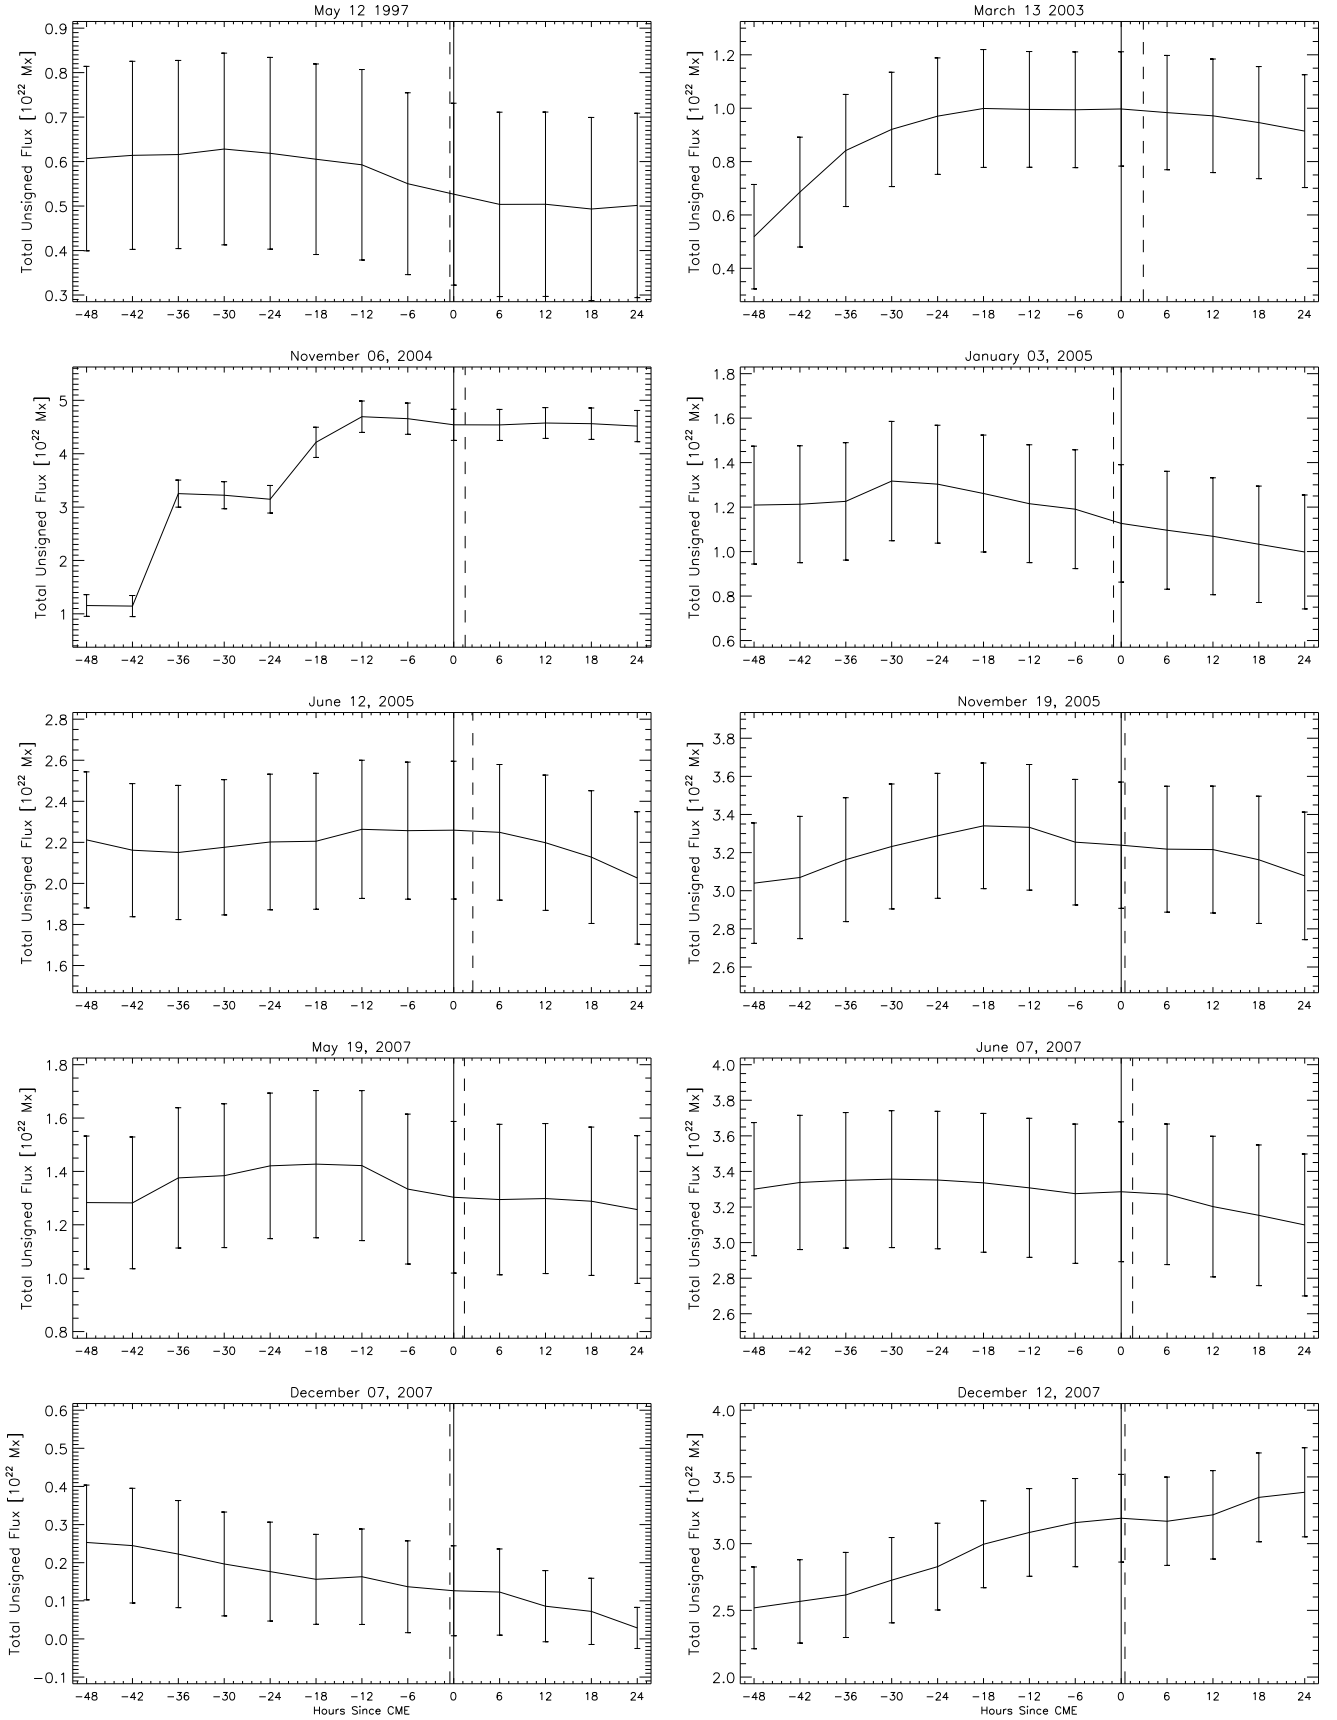 May 12 1997
Total Unsigned Flux [10²² Mx]
0.9
0.8
0.7
0.6
0.5
0.4
0.3
−48 −42 −36 −30 −24 −18 −12 −6 0 6 12 18 24
March 13 2003
Total Unsigned Flux [10²² Mx]
1.2
1.0
0.8
0.6
0.4
−48 −42 −36 −30 −24 −18 −12 −6 0 6 12 18 24
November 06, 2004
Total Unsigned Flux [10²² Mx]
5
4
3
2
1
−48 −42 −36 −30 −24 −18 −12 −6 0 6 12 18 24
January 03, 2005
Total Unsigned Flux [10²² Mx]
1.8
1.6
1.4
1.2
1.0
0.8
0.6
−48 −42 −36 −30 −24 −18 −12 −6 0 6 12 18 24
June 12, 2005
Total Unsigned Flux [10²² Mx]
2.8
2.6
2.4
2.2
2.0
1.8
1.6
−48 −42 −36 −30 −24 −18 −12 −6 0 6 12 18 24
November 19, 2005
Total Unsigned Flux [10²² Mx]
3.8
3.6
3.4
3.2
3.0
2.8
2.6
−48 −42 −36 −30 −24 −18 −12 −6 0 6 12 18 24
May 19, 2007
Total Unsigned Flux [10²² Mx]
1.8
1.6
1.4
1.2
1.0
0.8
−48 −42 −36 −30 −24 −18 −12 −6 0 6 12 18 24
June 07, 2007
Total Unsigned Flux [10²² Mx]
4.0
3.8
3.6
3.4
3.2
3.0
2.8
2.6
−48 −42 −36 −30 −24 −18 −12 −6 0 6 12 18 24
December 07, 2007
Total Unsigned Flux [10²² Mx]
0.6
0.5
0.4
0.3
0.2
0.1
0.0
−0.1
−48 −42 −36 −30 −24 −18 −12 −6 0 6 12 18 24
Hours Since CME
December 12, 2007
Total Unsigned Flux [10²² Mx]
4.0
3.5
3.0
2.5
2.0
−48 −42 −36 −30 −24 −18 −12 −6 0 6 12 18 24
Hours Since CME